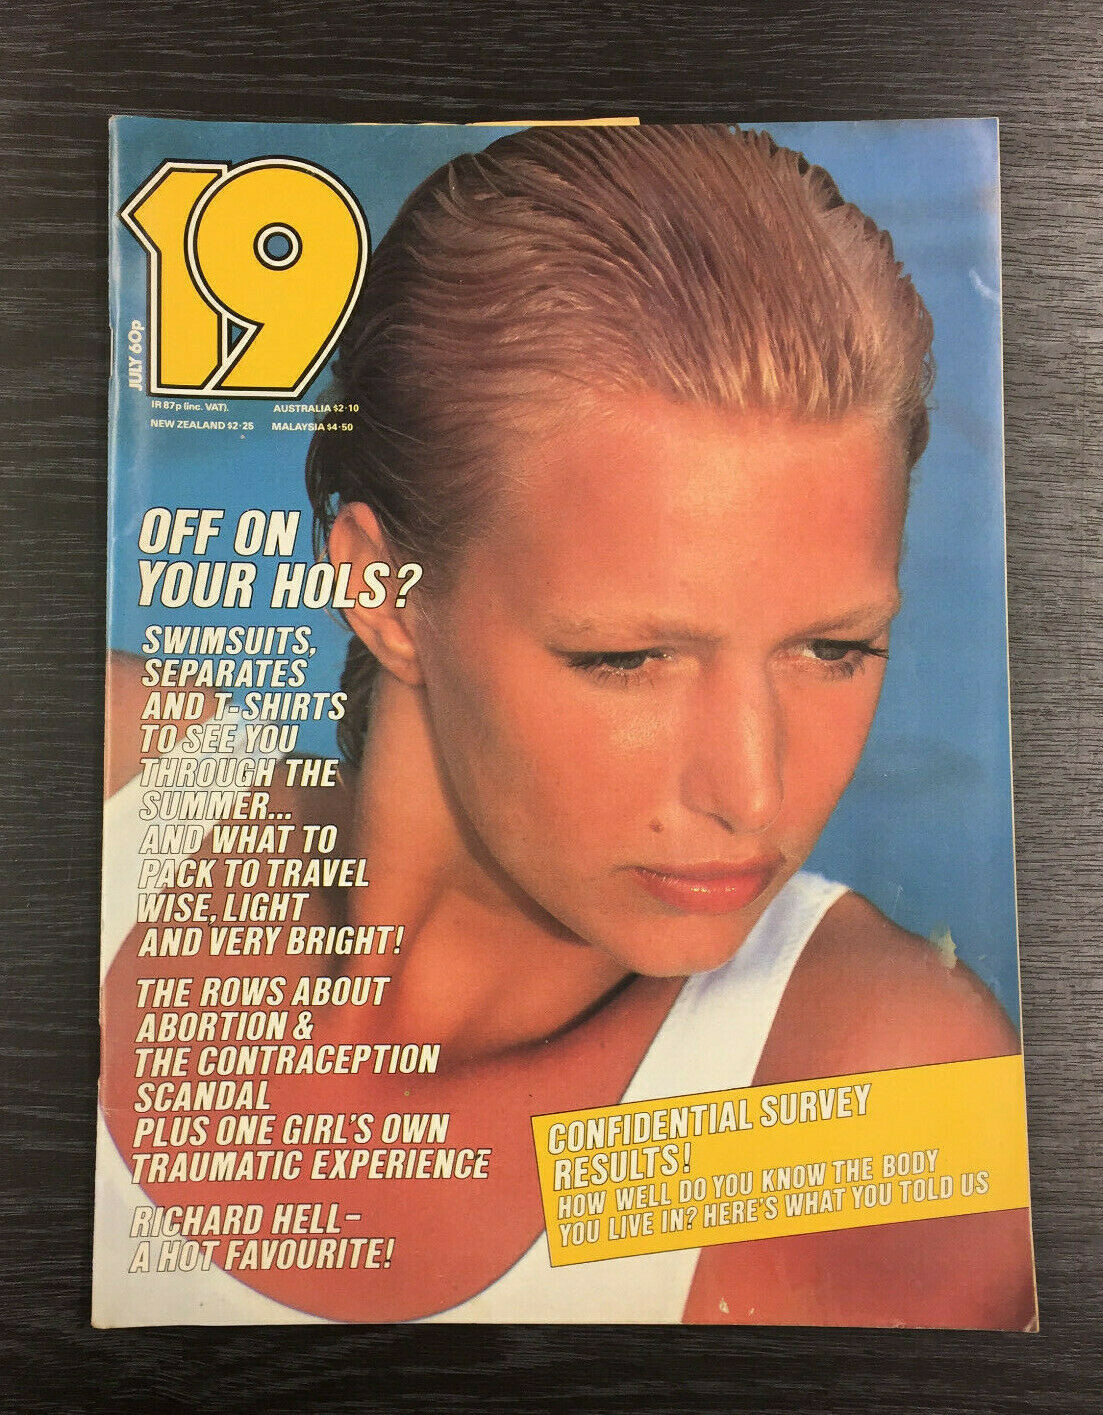 19
JULY 60p
IR 87p (inc. VAT). AUSTRALIA $2·10
NEW ZEALAND $2·25 MALAYSIA $4·50
OFF ON
YOUR HOLS?
SWIMSUITS,
SEPARATES
AND T-SHIRTS
TO SEE YOU
THROUGH THE
SUMMER...
AND WHAT TO
PACK TO TRAVEL
WISE, LIGHT
AND VERY BRIGHT!
THE ROWS ABOUT
ABORTION &
THE CONTRACEPTION
SCANDAL
PLUS ONE GIRL'S OWN
TRAUMATIC EXPERIENCE
RICHARD HELL–
A HOT FAVOURITE!
CONFIDENTIAL SURVEY
RESULTS!
HOW WELL DO YOU KNOW THE BODY
YOU LIVE IN? HERE'S WHAT YOU TOLD US